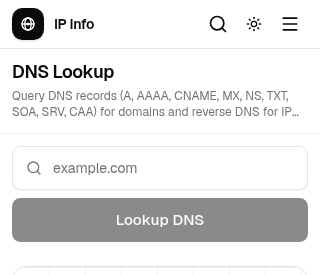 IP Info
DNS Lookup
Query DNS records (A, AAAA, CNAME, MX, NS, TXT,
SOA, SRV, CAA) for domains and reverse DNS for IP...
example.com
Lookup DNS